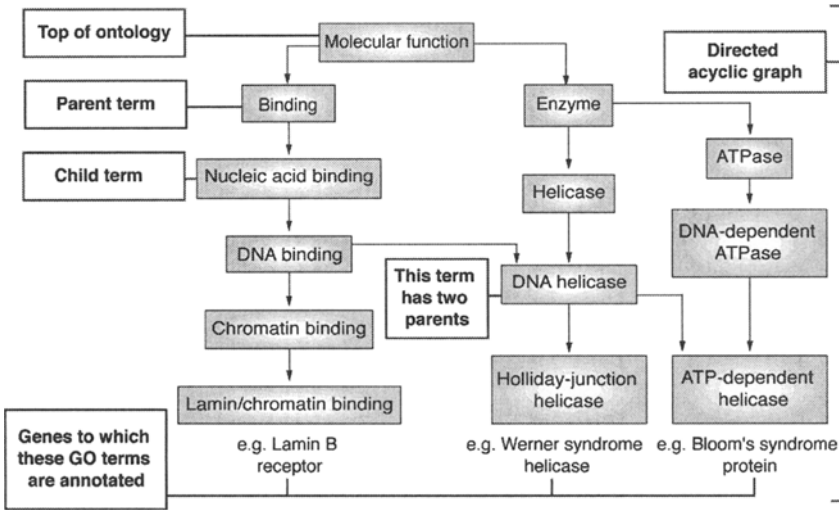 Top of ontology
Molecular function
Directed
acyclic graph
Parent term
Binding
Enzyme
ATPase
Child term
Nucleic acid binding
Helicase
DNA binding
DNA-dependent
ATPase
This term
has two
parents
DNA helicase
Chromatin binding
Lamin/chromatin binding
Holliday-junction
helicase
ATP-dependent
helicase
Genes to which
these GO terms
are annotated
e.g. Lamin B
receptor
e.g. Werner syndrome
helicase
e.g. Bloom's syndrome
protein